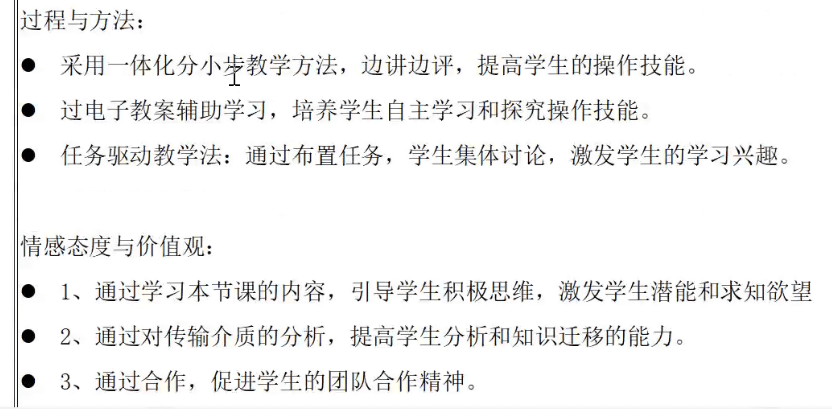 过程与方法：
● 采用一体化分小步教学方法，边讲边评，提高学生的操作技能。
● 过电子教案辅助学习，培养学生自主学习和探究操作技能。
● 任务驱动教学法：通过布置任务，学生集体讨论，激发学生的学习兴趣。
情感态度与价值观：
● 1、通过学习本节课的内容，引导学生积极思维，激发学生潜能和求知欲望
● 2、通过对传输介质的分析，提高学生分析和知识迁移的能力。
● 3、通过合作，促进学生的团队合作精神。